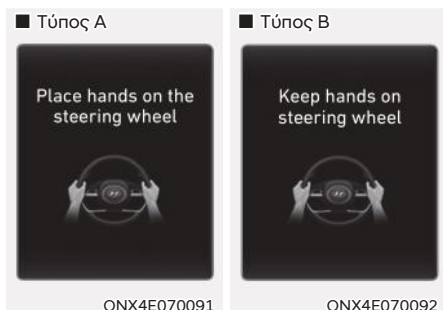 ■ Τύπος A
Place hands on the
steering wheel
ONX4E070091
■ Τύπος B
Keep hands on
steering wheel
ONX4E070092